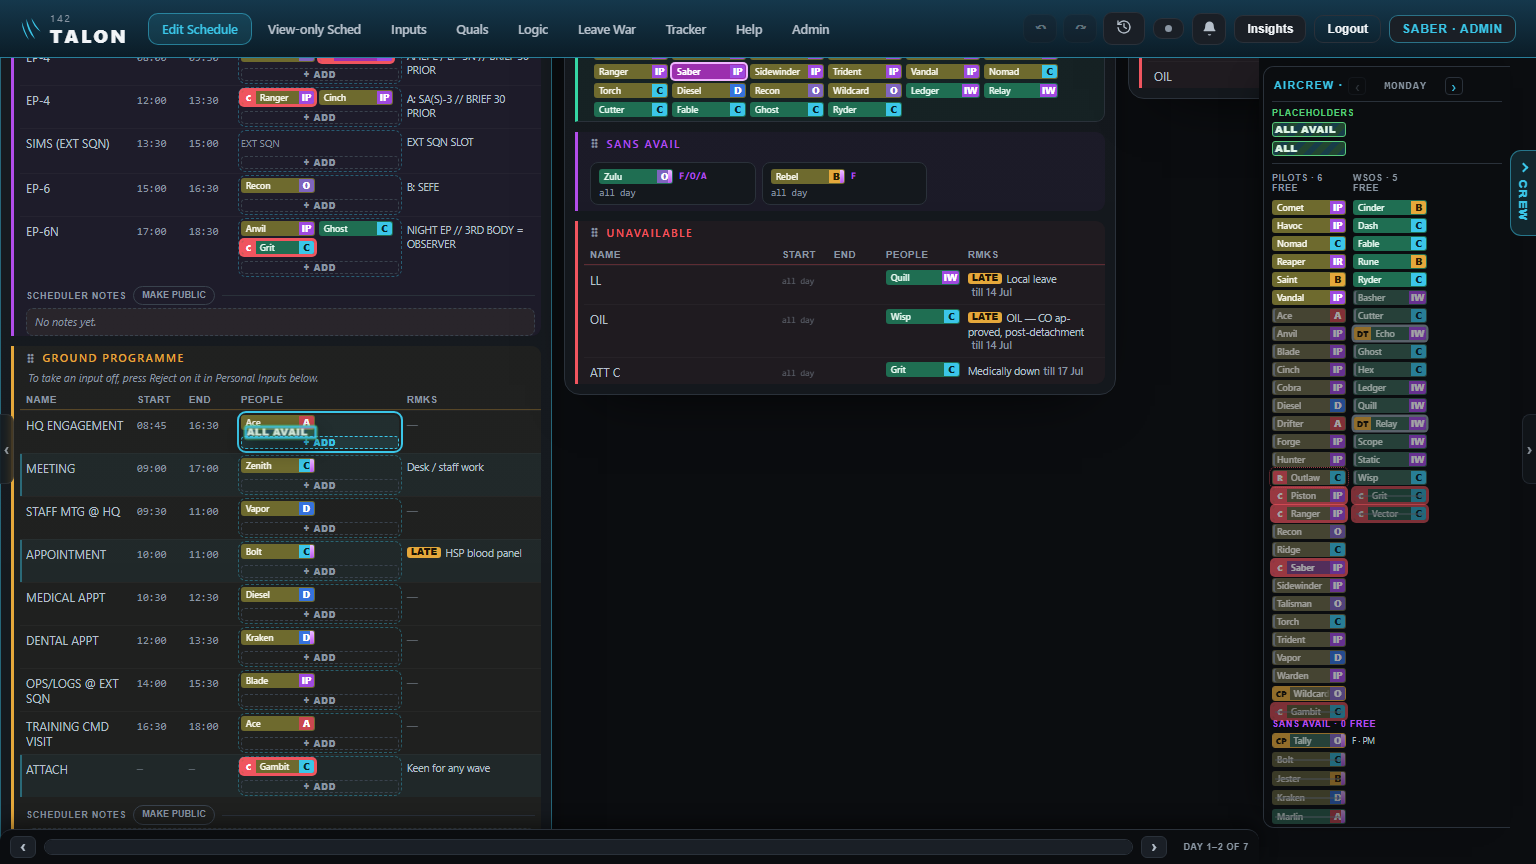 142
TALON
Edit Schedule
View-only Sched
Inputs
Quals
Logic
Leave War
Tracker
Help
Admin
Insights
Logout
SABER · ADMIN
EP-4
PRIOR
EP-4 12:00 13:30 C Ranger IP Cinch IP A: SA(S)-3 // BRIEF 30
PRIOR
+ ADD
SIMS (EXT SQN) 13:30 15:00 EXT SQN EXT SQN SLOT
+ ADD
EP-6 15:00 16:30 Recon O B: SEFE
+ ADD
EP-6N 17:00 18:30 Anvil IP Ghost C NIGHT EP // 3RD BODY =
OBSERVER
C Grit C
+ ADD
SCHEDULER NOTES MAKE PUBLIC
No notes yet.
GROUND PROGRAMME
To take an input off, press Reject on it in Personal Inputs below.
NAME START END PEOPLE RMKS
HQ ENGAGEMENT 08:45 16:30 Ace A —
ALL AVAIL
+ ADD
MEETING 09:00 17:00 Zenith C Desk / staff work
+ ADD
STAFF MTG @ HQ 09:30 11:00 Vapor D —
+ ADD
APPOINTMENT 10:00 11:00 Bolt C LATE HSP blood panel
+ ADD
MEDICAL APPT 10:30 12:30 Diesel D —
+ ADD
DENTAL APPT 12:00 13:30 Kraken D —
+ ADD
OPS/LOGS @ EXT
SQN 14:00 15:30 Blade IP —
+ ADD
TRAINING CMD
VISIT 16:30 18:00 Ace A —
+ ADD
ATTACH – – C Gambit C Keen for any wave
+ ADD
SCHEDULER NOTES MAKE PUBLIC
Ranger IP Saber IP Sidewinder IP Trident IP Vandal IP Nomad C
Torch C Diesel D Recon O Wildcard O Ledger IW Relay IW
Cutter C Fable C Ghost C Ryder C
SANS AVAIL
Zulu O F/O/A
all day
Rebel B F
all day
UNAVAILABLE
NAME START END PEOPLE RMKS
LL all day Quill IW LATE Local leave
till 14 Jul
OIL all day Wisp C LATE OIL — CO ap-
proved, post-detachment
till 14 Jul
ATT C all day Grit C Medically down till 17 Jul
OIL
AIRCREW · ‹ MONDAY ›
PLACEHOLDERS
ALL AVAIL
ALL
PILOTS · 6
FREE
WSOS · 5
FREE
Comet IP Cinder B
Havoc IP Dash C
Nomad C Fable C
Reaper IR Rune B
Saint B Ryder C
Vandal IP Basher IW
Ace A Cutter C
Anvil IP DT Echo IW
Blade IP Ghost C
Cinch IP Hex C
Cobra IP Ledger IW
Diesel D Quill IW
Drifter A DT Relay IW
Forge IP Scope IW
Hunter IP Static IW
R Outlaw C Wisp C
C Piston IP C Grit C
C Ranger IP C Vector C
Recon O
Ridge C
C Saber IP
Sidewinder IP
Talisman O
Torch C
Trident IP
Vapor D
Warden IP
CP Wildcard O
C Gambit C
SANS AVAIL · 0 FREE
CP Tally O F · PM
Bolt C
Jester B
Kraken D
Marlin A
CREW
‹ › DAY 1–2 OF 7